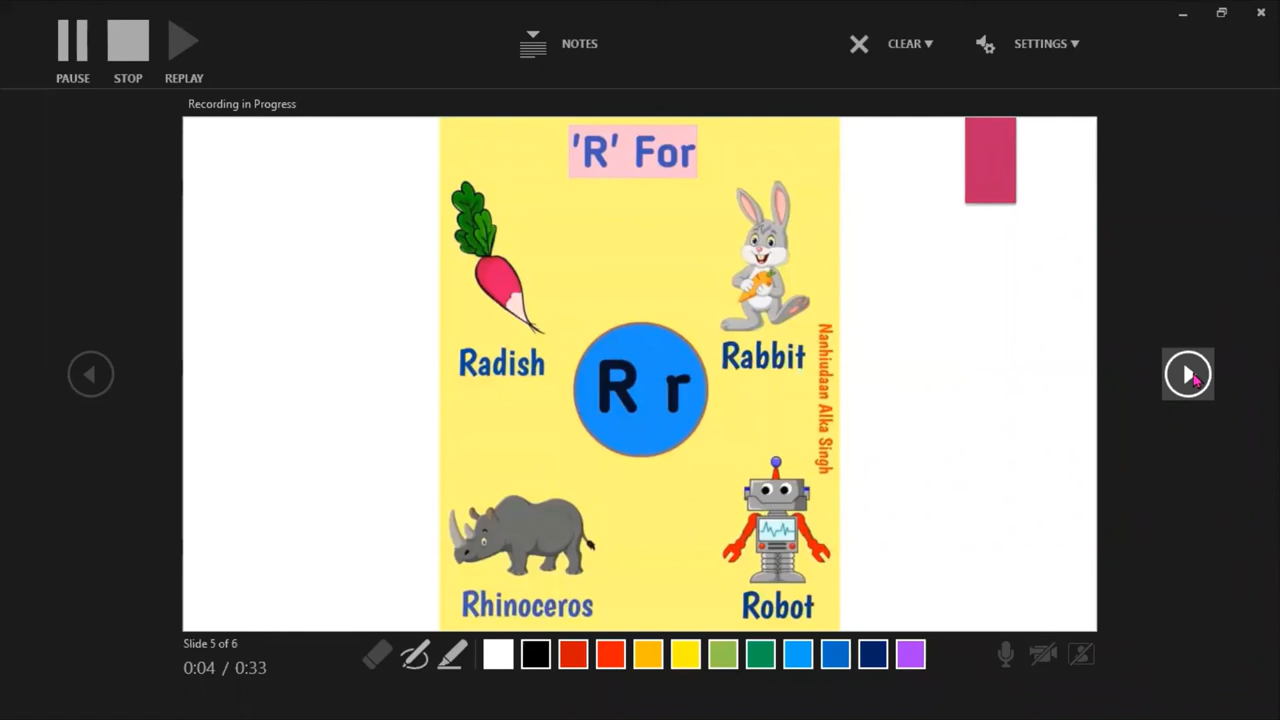 PAUSE
STOP
REPLAY
NOTES
CLEAR
SETTINGS
Recording in Progress
'R' For
Radish
Rabbit
R r
Nanhiudaan Alka Singh
Rhinoceros
Robot
Slide 5 of 6
0:04 / 0:33